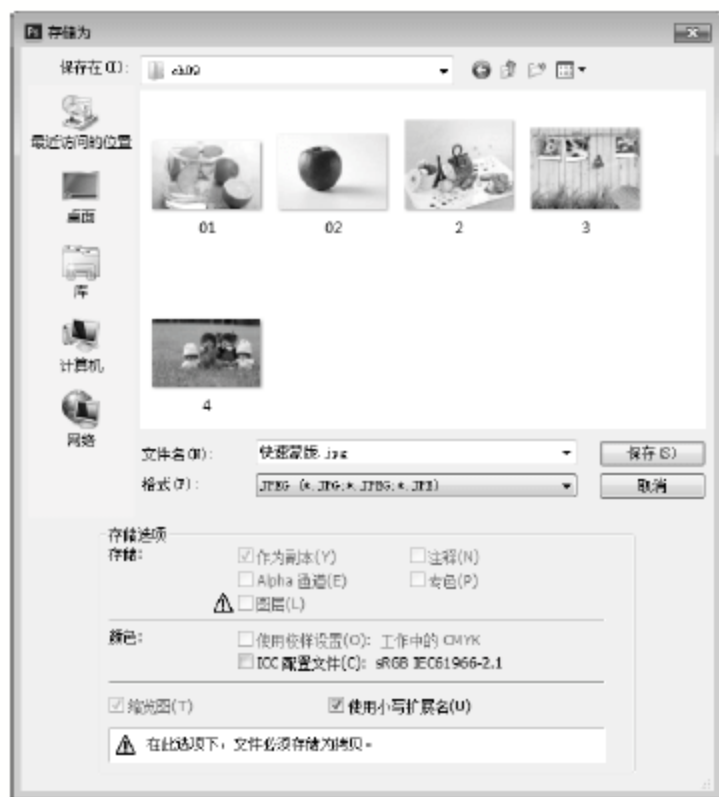 Ps 存储为
保存在(I):
ch09
最近访问的位置
桌面
库
计算机
网络
01
02
2
3
4
文件名(N):
快速蒙版.jpg
保存(S)
格式(F):
JPEG (*.JPG;*.JPEG;*.JPE)
取消
存储选项
存储:
作为副本(Y)
注释(N)
Alpha 通道(E)
专色(P)
图层(L)
颜色:
使用校样设置(O): 工作中的 CMYK
ICC 配置文件(C): sRGB IEC61966-2.1
缩览图(T)
使用小写扩展名(U)
在此选项下，文件必须存储为拷贝。